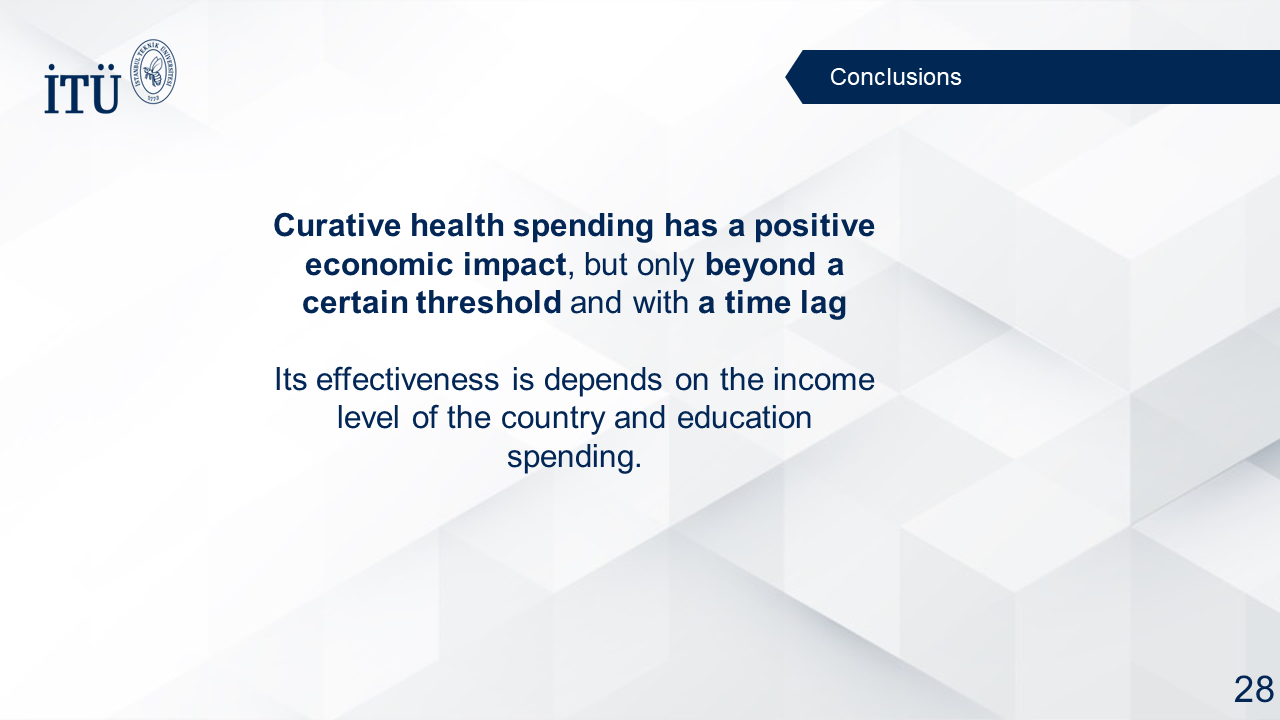 İTÜ
İSTANBUL TEKNİK ÜNİVERSİTESİ
1773
Conclusions
Curative health spending has a positive
economic impact, but only beyond a
certain threshold and with a time lag
Its effectiveness is depends on the income
level of the country and education
spending.
28